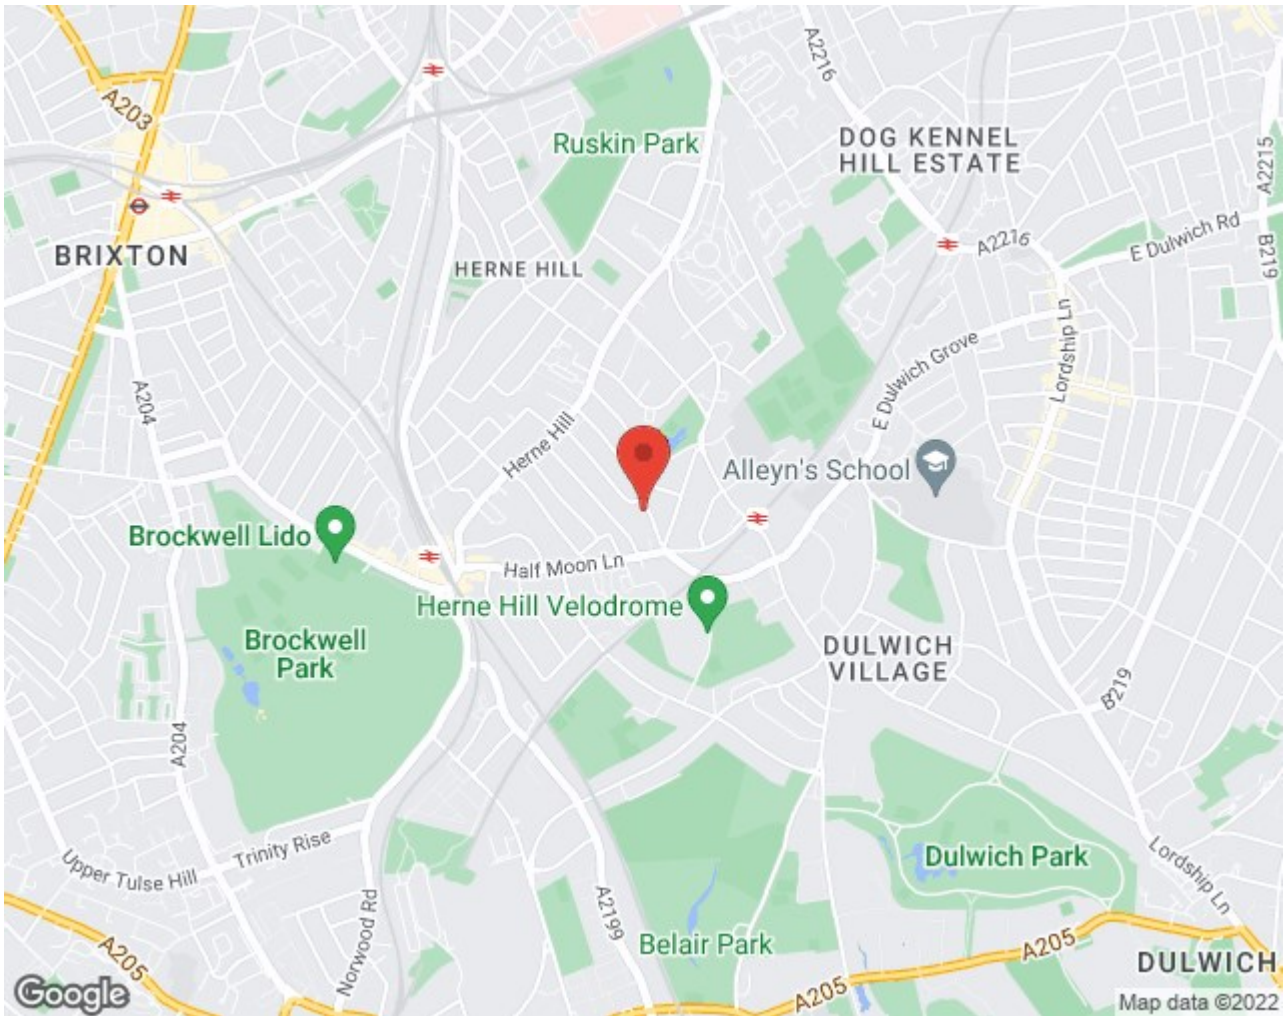 A203
A2216
Ruskin Park
DOG KENNEL
HILL ESTATE
A2215
BRIXTON
HERNE HILL
A2216
E Dulwich Rd
B219
A204
Lordship Ln
E Dulwich Grove
Herne Hill
Alleyn's School
Brockwell Lido
Half Moon Ln
Herne Hill Velodrome
Brockwell
Park
DULWICH
VILLAGE
B219
A204
Trinity Rise
Upper Tulse Hill
Dulwich Park
Lordship Ln
A2199
Norwood Rd
Belair Park
A205
A205
A205
DULWICH
Google
Map data ©2022